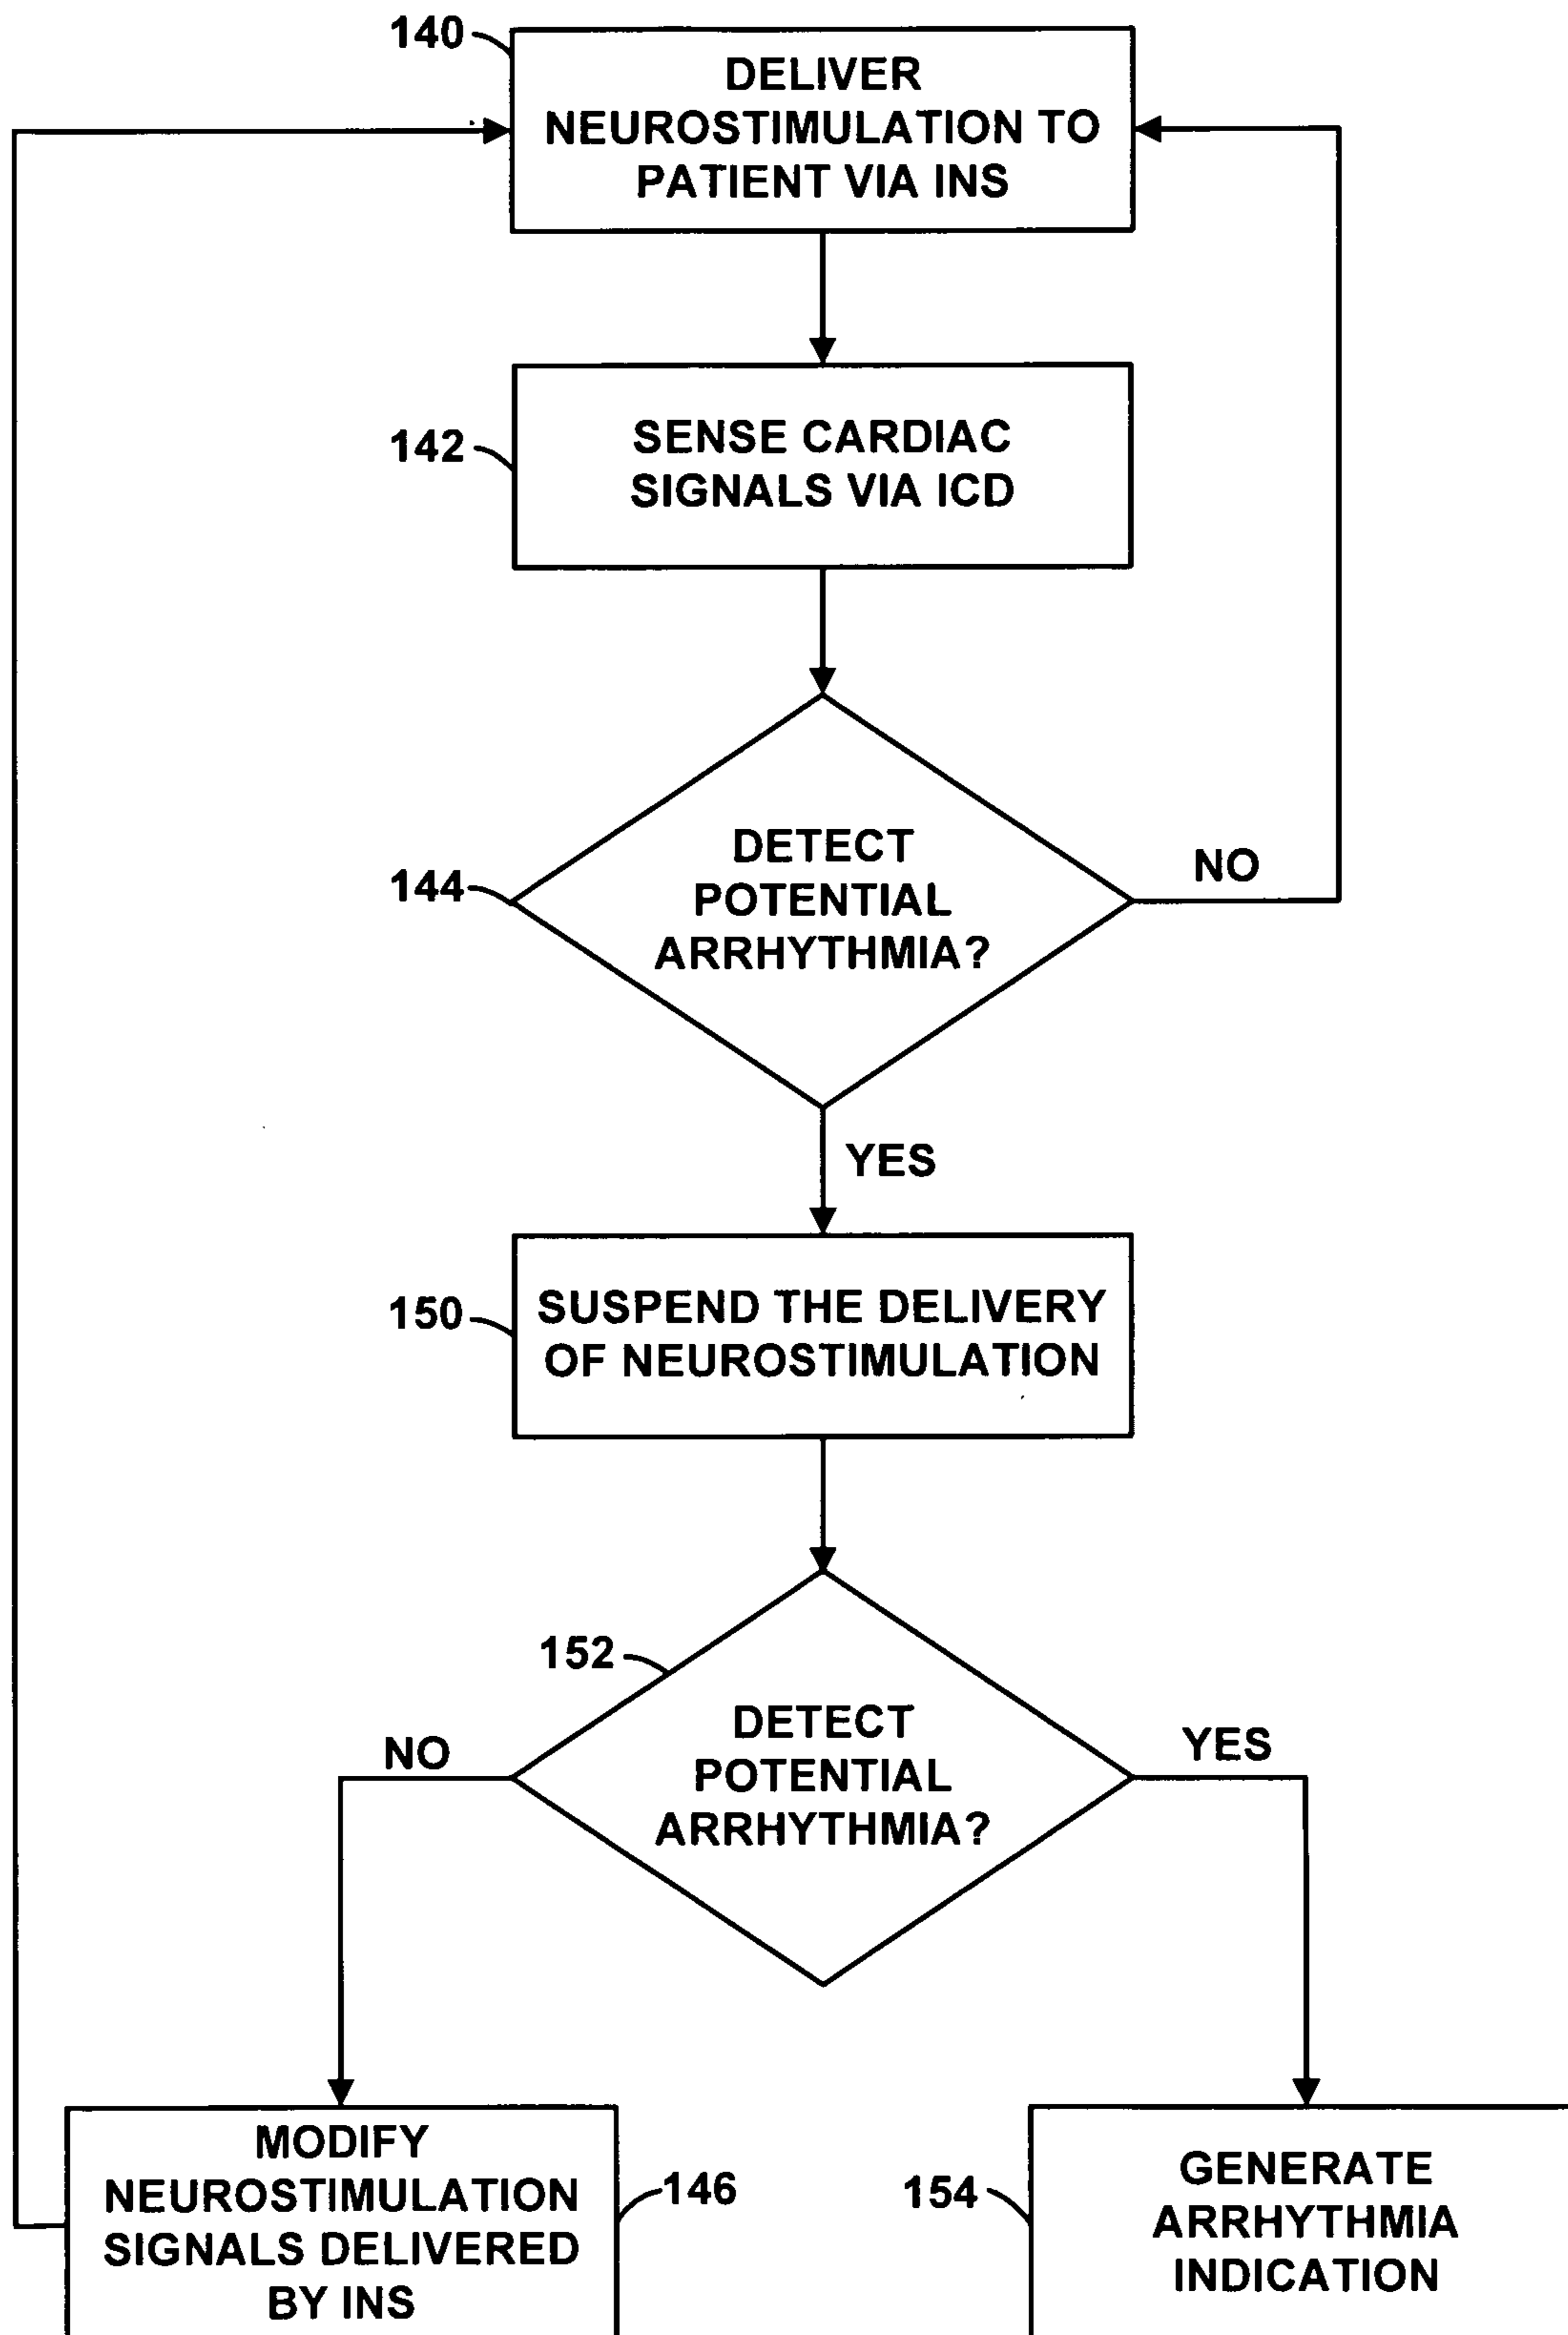 140
DELIVER
NEUROSTIMULATION TO
PATIENT VIA INS
142
SENSE CARDIAC
SIGNALS VIA ICD
144
DETECT
POTENTIAL
ARRHYTHMIA?
NO
YES
150
SUSPEND THE DELIVERY
OF NEUROSTIMULATION
152
DETECT
POTENTIAL
ARRHYTHMIA?
NO
YES
MODIFY
NEUROSTIMULATION
SIGNALS DELIVERED
BY INS
146
154
GENERATE
ARRHYTHMIA
INDICATION